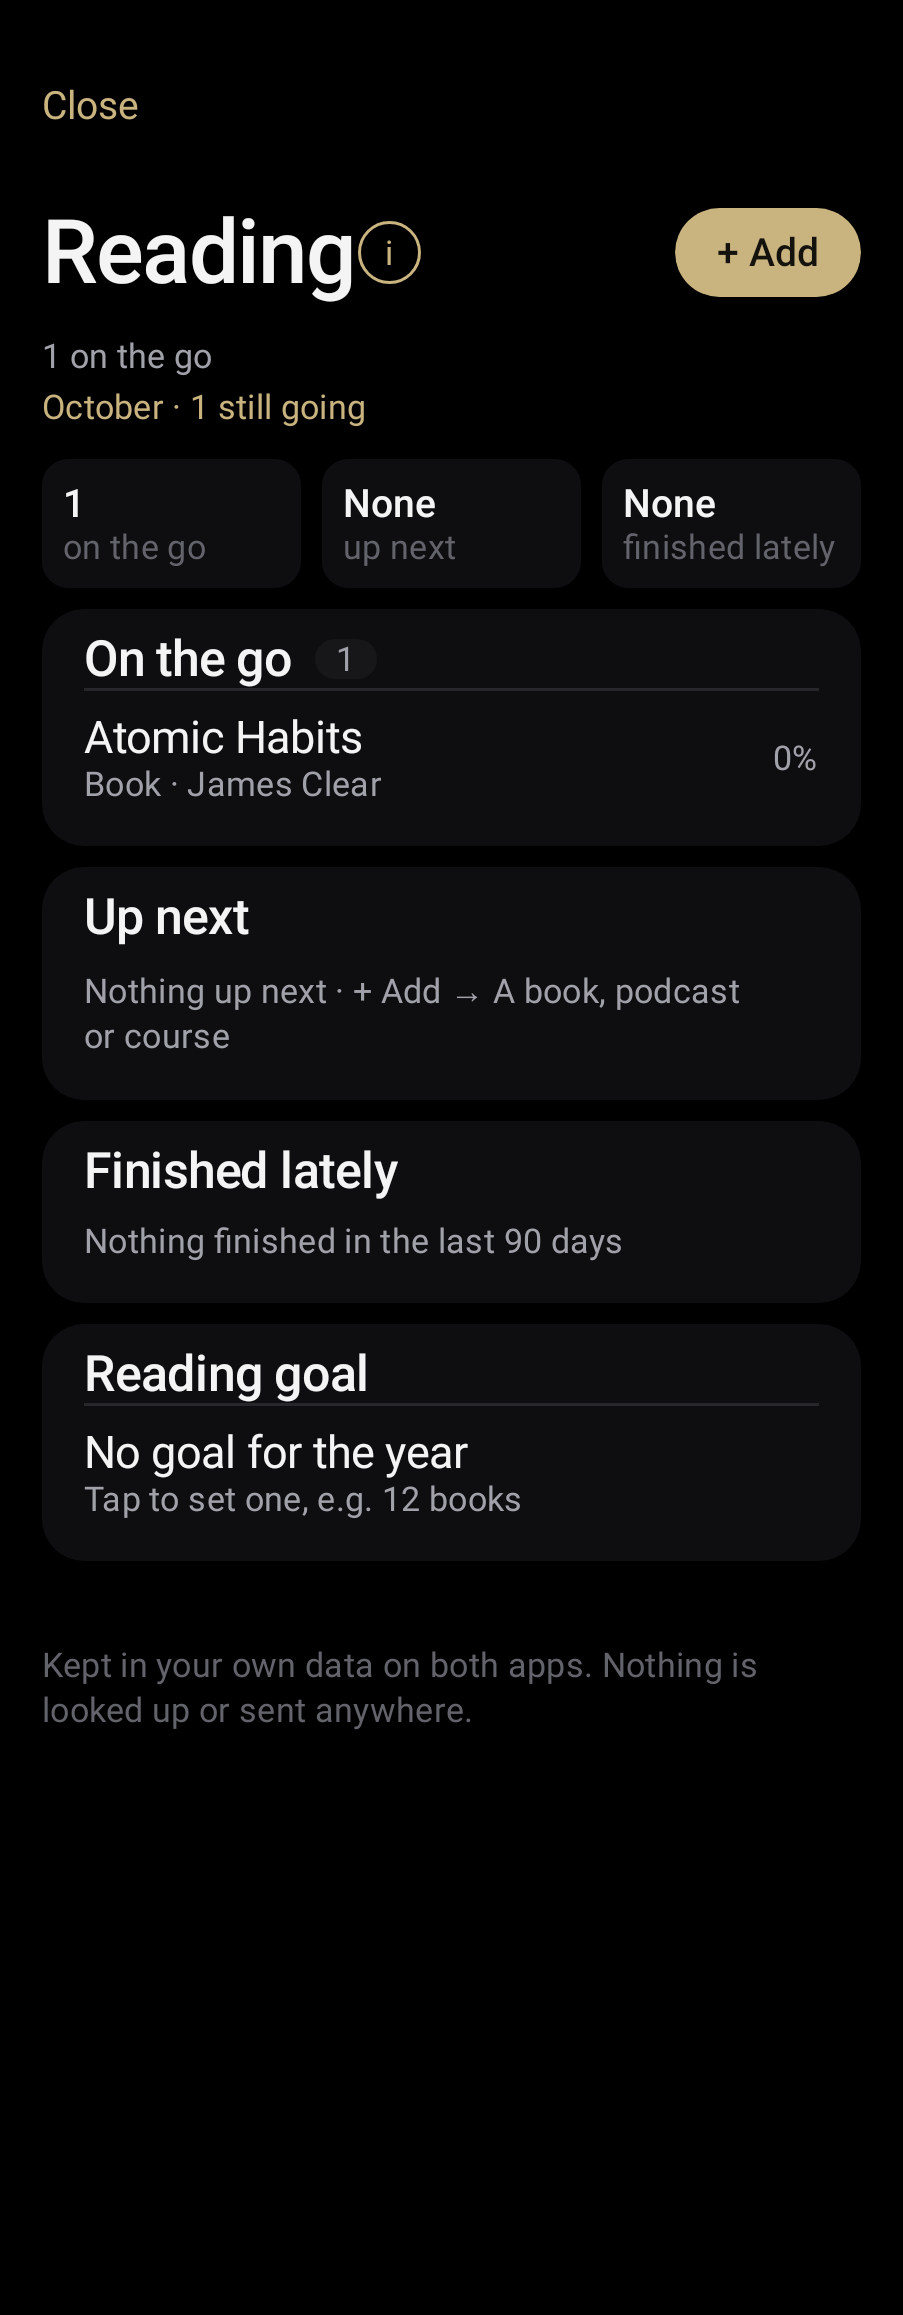 Close
Reading i
+ Add
1 on the go
October · 1 still going
1
on the go
None
up next
None
finished lately
On the go 1
Atomic Habits
Book · James Clear
0%
Up next
Nothing up next · + Add → A book, podcast
or course
Finished lately
Nothing finished in the last 90 days
Reading goal
No goal for the year
Tap to set one, e.g. 12 books
Kept in your own data on both apps. Nothing is
looked up or sent anywhere.